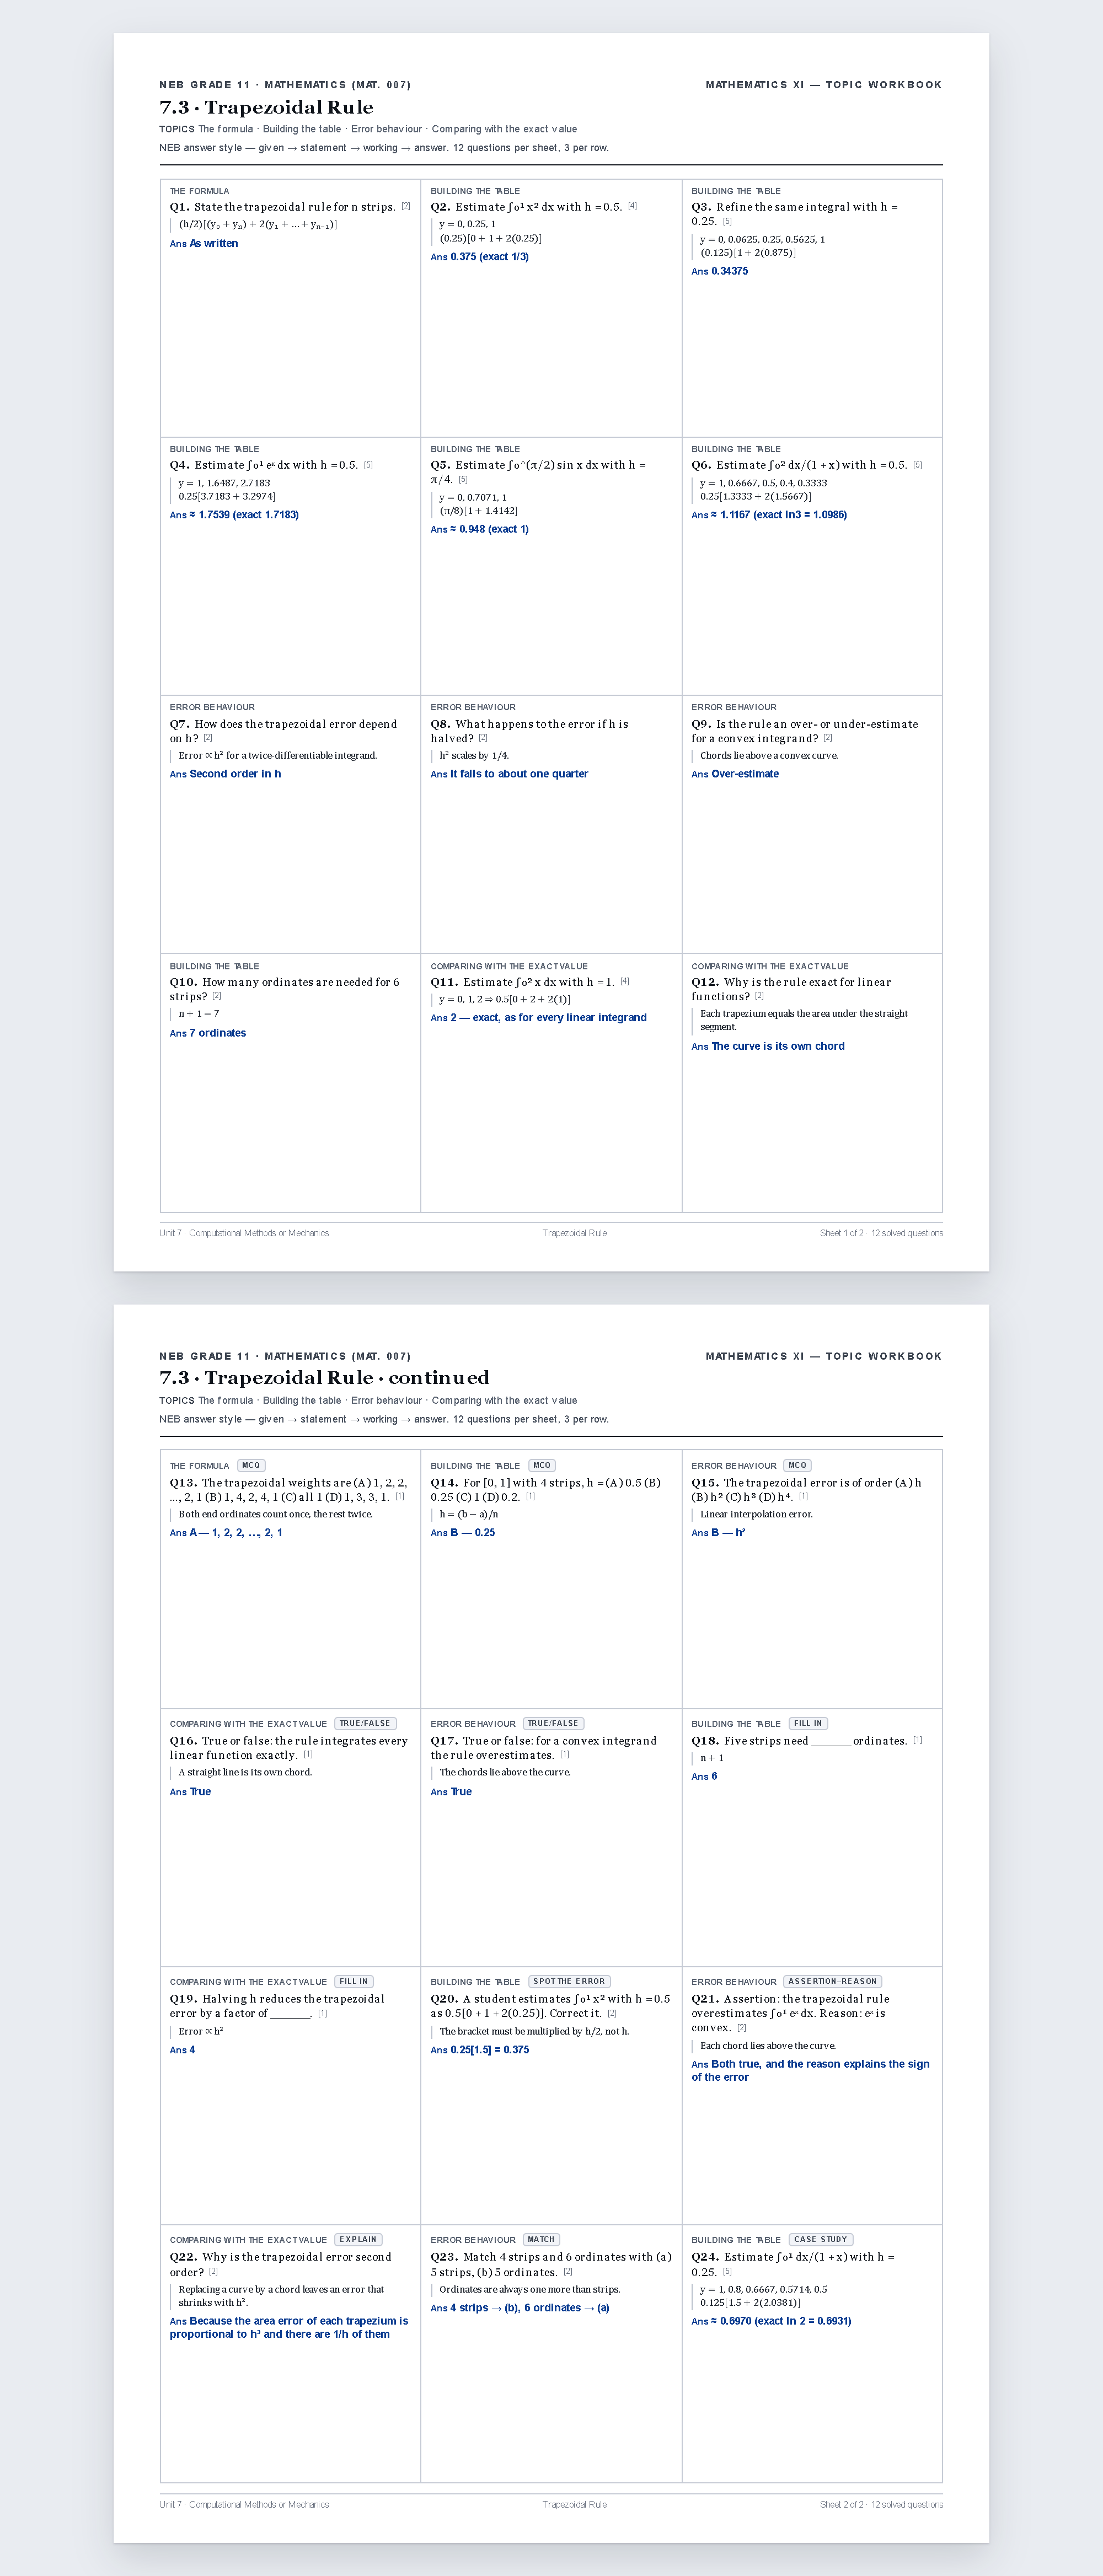 NEB GRADE 11 · MATHEMATICS (MAT. 007)
MATHEMATICS XI — TOPIC WORKBOOK
7.3 · Trapezoidal Rule
TOPICS The formula · Building the table · Error behaviour · Comparing with the exact value
NEB answer style — given → statement → working → answer. 12 questions per sheet, 3 per row.
THE FORMULA
Q1. State the trapezoidal rule for n strips. [2]
(h/2)[(y₀ + yₙ) + 2(y₁ + … + yₙ₋₁)]
Ans As written
BUILDING THE TABLE
Q2. Estimate ∫₀¹ x² dx with h = 0.5. [4]
y = 0, 0.25, 1
(0.25)[0 + 1 + 2(0.25)]
Ans 0.375 (exact 1/3)
BUILDING THE TABLE
Q3. Refine the same integral with h =
0.25. [5]
y = 0, 0.0625, 0.25, 0.5625, 1
(0.125)[1 + 2(0.875)]
Ans 0.34375
BUILDING THE TABLE
Q4. Estimate ∫₀¹ eˣ dx with h = 0.5. [5]
y = 1, 1.6487, 2.7183
0.25[3.7183 + 3.2974]
Ans ≈ 1.7539 (exact 1.7183)
BUILDING THE TABLE
Q5. Estimate ∫₀^(π/2) sin x dx with h =
π/4. [5]
y = 0, 0.7071, 1
(π/8)[1 + 1.4142]
Ans ≈ 0.948 (exact 1)
BUILDING THE TABLE
Q6. Estimate ∫₀² dx/(1 + x) with h = 0.5. [5]
y = 1, 0.6667, 0.5, 0.4, 0.3333
0.25[1.3333 + 2(1.5667)]
Ans ≈ 1.1167 (exact ln3 = 1.0986)
ERROR BEHAVIOUR
Q7. How does the trapezoidal error depend
on h? [2]
Error ∝ h² for a twice-differentiable integrand.
Ans Second order in h
ERROR BEHAVIOUR
Q8. What happens to the error if h is
halved? [2]
h² scales by 1/4.
Ans It falls to about one quarter
ERROR BEHAVIOUR
Q9. Is the rule an over- or under-estimate
for a convex integrand? [2]
Chords lie above a convex curve.
Ans Over-estimate
BUILDING THE TABLE
Q10. How many ordinates are needed for 6
strips? [2]
n + 1 = 7
Ans 7 ordinates
COMPARING WITH THE EXACT VALUE
Q11. Estimate ∫₀² x dx with h = 1. [4]
y = 0, 1, 2 ⇒ 0.5[0 + 2 + 2(1)]
Ans 2 — exact, as for every linear integrand
COMPARING WITH THE EXACT VALUE
Q12. Why is the rule exact for linear
functions? [2]
Each trapezium equals the area under the straight
segment.
Ans The curve is its own chord
Unit 7 · Computational Methods or Mechanics
Trapezoidal Rule
Sheet 1 of 2 · 12 solved questions
NEB GRADE 11 · MATHEMATICS (MAT. 007)
MATHEMATICS XI — TOPIC WORKBOOK
7.3 · Trapezoidal Rule · continued
TOPICS The formula · Building the table · Error behaviour · Comparing with the exact value
NEB answer style — given → statement → working → answer. 12 questions per sheet, 3 per row.
THE FORMULA MCQ
Q13. The trapezoidal weights are (A) 1, 2, 2,
…, 2, 1 (B) 1, 4, 2, 4, 1 (C) all 1 (D) 1, 3, 3, 1. [1]
Both end ordinates count once, the rest twice.
Ans A — 1, 2, 2, …, 2, 1
BUILDING THE TABLE MCQ
Q14. For [0, 1] with 4 strips, h = (A) 0.5 (B)
0.25 (C) 1 (D) 0.2. [1]
h = (b − a)/n
Ans B — 0.25
ERROR BEHAVIOUR MCQ
Q15. The trapezoidal error is of order (A) h
(B) h² (C) h³ (D) h⁴. [1]
Linear interpolation error.
Ans B — h²
COMPARING WITH THE EXACT VALUE TRUE/FALSE
Q16. True or false: the rule integrates every
linear function exactly. [1]
A straight line is its own chord.
Ans True
ERROR BEHAVIOUR TRUE/FALSE
Q17. True or false: for a convex integrand
the rule overestimates. [1]
The chords lie above the curve.
Ans True
BUILDING THE TABLE FILL IN
Q18. Five strips need ______ ordinates. [1]
n + 1
Ans 6
COMPARING WITH THE EXACT VALUE FILL IN
Q19. Halving h reduces the trapezoidal
error by a factor of ______. [1]
Error ∝ h²
Ans 4
BUILDING THE TABLE SPOT THE ERROR
Q20. A student estimates ∫₀¹ x² with h = 0.5
as 0.5[0 + 1 + 2(0.25)]. Correct it. [2]
The bracket must be multiplied by h/2, not h.
Ans 0.25[1.5] = 0.375
ERROR BEHAVIOUR ASSERTION–REASON
Q21. Assertion: the trapezoidal rule
overestimates ∫₀¹ eˣ dx. Reason: eˣ is
convex. [2]
Each chord lies above the curve.
Ans Both true, and the reason explains the sign
of the error
COMPARING WITH THE EXACT VALUE EXPLAIN
Q22. Why is the trapezoidal error second
order? [2]
Replacing a curve by a chord leaves an error that
shrinks with h².
Ans Because the area error of each trapezium is
proportional to h³ and there are 1/h of them
ERROR BEHAVIOUR MATCH
Q23. Match 4 strips and 6 ordinates with (a)
5 strips, (b) 5 ordinates. [2]
Ordinates are always one more than strips.
Ans 4 strips → (b), 6 ordinates → (a)
BUILDING THE TABLE CASE STUDY
Q24. Estimate ∫₀¹ dx/(1 + x) with h =
0.25. [5]
y = 1, 0.8, 0.6667, 0.5714, 0.5
0.125[1.5 + 2(2.0381)]
Ans ≈ 0.6970 (exact ln 2 = 0.6931)
Unit 7 · Computational Methods or Mechanics
Trapezoidal Rule
Sheet 2 of 2 · 12 solved questions